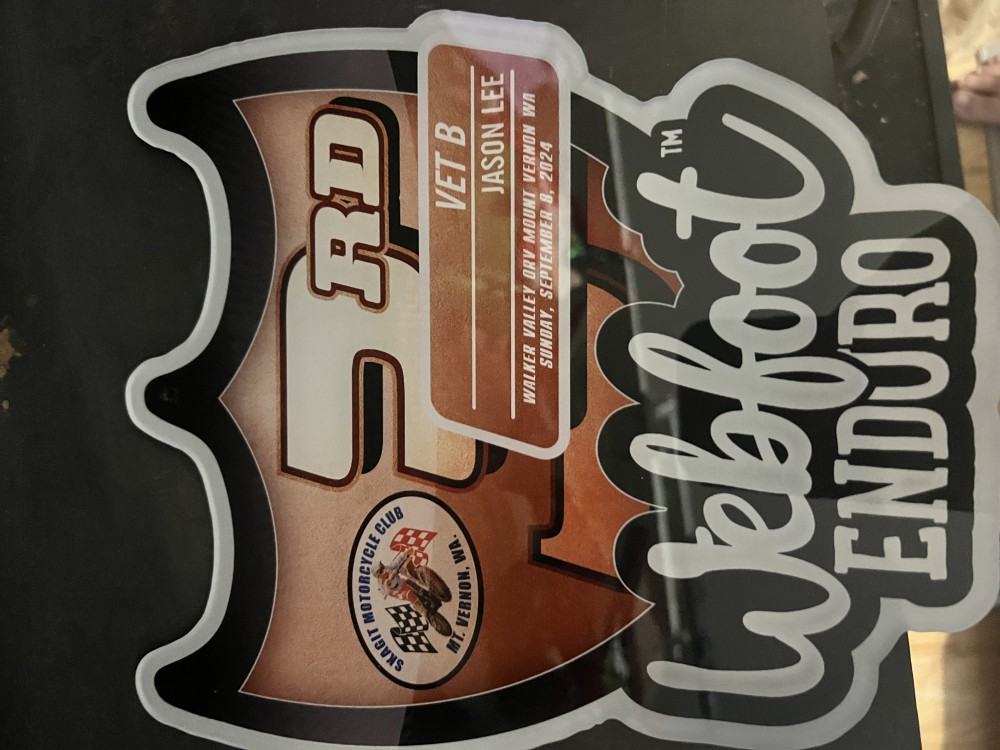 3RD
VET B
JASON LEE
WALKER VALLEY ORV MOUNT VERNON WA
SUNDAY, SEPTEMBER 8, 2024
SKAGIT MOTORCYCLE CLUB
MT. VERNON, WA.
Webfoot™
ENDURO